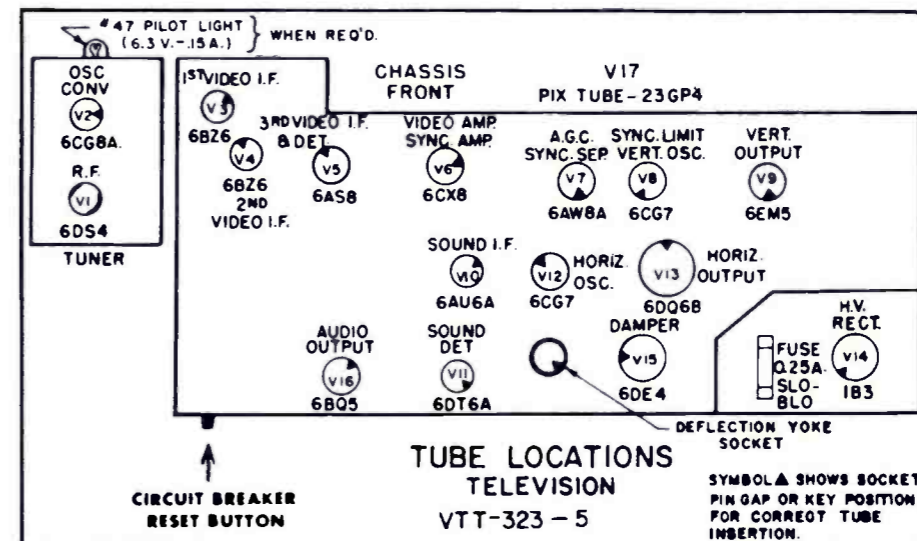 #47 PILOT LIGHT
(6.3 V.-.15A.)
WHEN REQ'D.
OSC
CONV
V2
6CG8A
R.F.
V1
6DS4
TUNER
1ST VIDEO I.F.
V3
6BZ6
V4
6BZ6
2ND
VIDEO I.F.
3RD VIDEO I.F.
& DET.
V5
6AS8
CHASSIS
FRONT
VIDEO AMP.
SYNC. AMP.
V6
6CX8
V17
PIX TUBE-23GP4
A.G.C.
SYNC. SEP.
V7
6AW8A
SYNC. LIMIT
VERT. OSC.
V8
6CG7
VERT.
OUTPUT
V9
6EM5
SOUND I.F.
V10
6AU6A
V12
HORIZ.
OSC.
6CG7
V13
HORIZ.
OUTPUT
6DQ6B
AUDIO
OUTPUT
V16
6BQ5
SOUND
DET
V11
6DT6A
DAMPER
V15
6DE4
FUSE
0.25A.
SLO-
BLO
H.V.
RECT.
V14
1B3
DEFLECTION YOKE
SOCKET
CIRCUIT BREAKER
RESET BUTTON
TUBE LOCATIONS
TELEVISION
VTT-323-5
SYMBOL ▲ SHOWS SOCKET
PIN GAP OR KEY POSITION
FOR CORRECT TUBE
INSERTION.